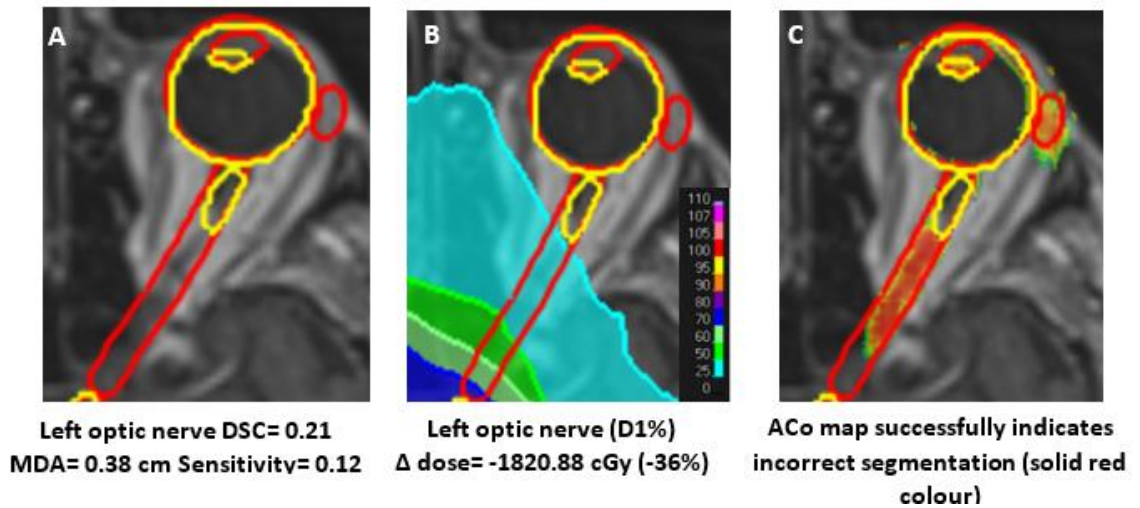 A
B
C
110
107
105
100
95
90
80
70
60
50
25
0
Left optic nerve DSC= 0.21
MDA= 0.38 cm Sensitivity= 0.12
Left optic nerve (D1%)
Δ dose= -1820.88 cGy (-36%)
ACo map successfully indicates
incorrect segmentation (solid red
colour)